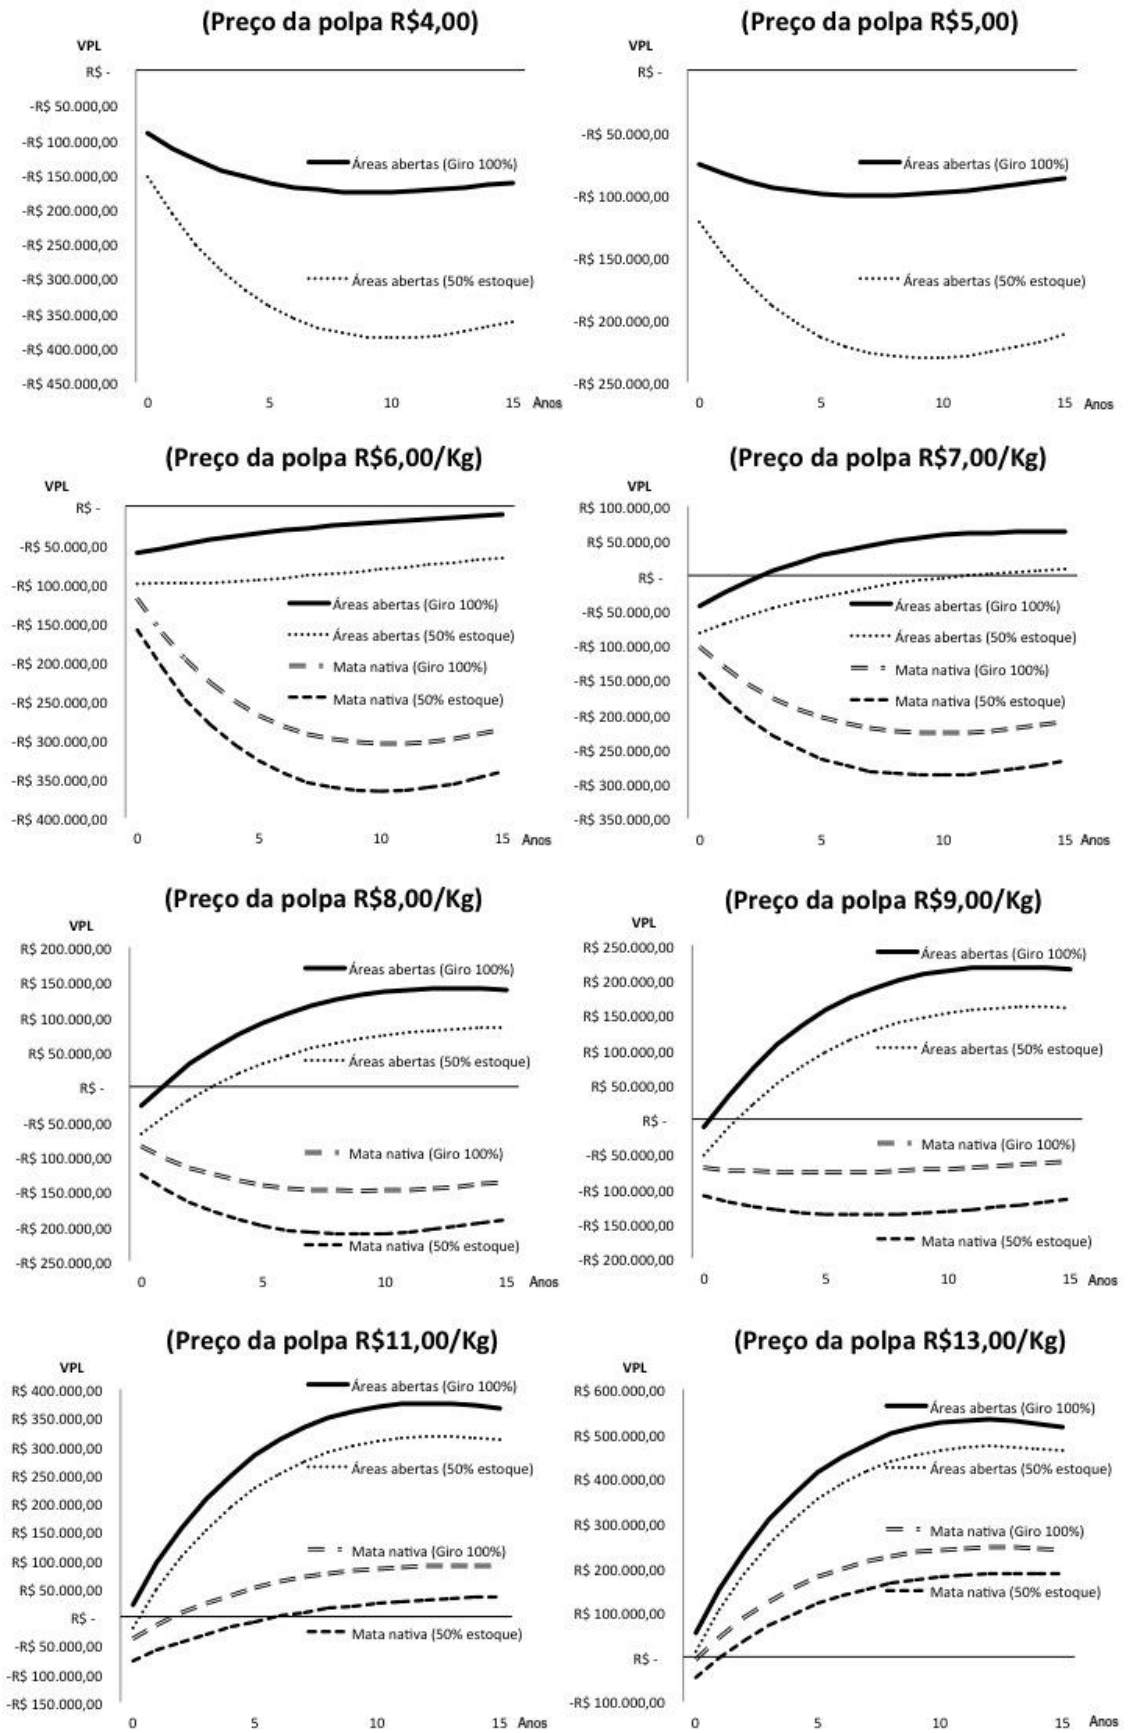 (Preço da polpa R$4,00)
VPL
R$ -
-R$ 50.000,00
-R$ 100.000,00
-R$ 150.000,00
-R$ 200.000,00
-R$ 250.000,00
-R$ 300.000,00
-R$ 350.000,00
-R$ 400.000,00
-R$ 450.000,00
Áreas abertas (Giro 100%)
Áreas abertas (50% estoque)
0 5 10 15 Anos
(Preço da polpa R$5,00)
VPL
R$ -
-R$ 50.000,00
-R$ 100.000,00
-R$ 150.000,00
-R$ 200.000,00
-R$ 250.000,00
Áreas abertas (Giro 100%)
Áreas abertas (50% estoque)
0 5 10 15 Anos
(Preço da polpa R$6,00/Kg)
VPL
R$ -
-R$ 50.000,00
-R$ 100.000,00
-R$ 150.000,00
-R$ 200.000,00
-R$ 250.000,00
-R$ 300.000,00
-R$ 350.000,00
-R$ 400.000,00
Áreas abertas (Giro 100%)
Áreas abertas (50% estoque)
Mata nativa (Giro 100%)
Mata nativa (50% estoque)
0 5 10 15 Anos
(Preço da polpa R$7,00/Kg)
VPL
R$ 100.000,00
R$ 50.000,00
R$ -
-R$ 50.000,00
-R$ 100.000,00
-R$ 150.000,00
-R$ 200.000,00
-R$ 250.000,00
-R$ 300.000,00
-R$ 350.000,00
Áreas abertas (Giro 100%)
Áreas abertas (50% estoque)
Mata nativa (Giro 100%)
Mata nativa (50% estoque)
0 5 10 15 Anos
(Preço da polpa R$8,00/Kg)
VPL
R$ 200.000,00
R$ 150.000,00
R$ 100.000,00
R$ 50.000,00
R$ -
-R$ 50.000,00
-R$ 100.000,00
-R$ 150.000,00
-R$ 200.000,00
-R$ 250.000,00
Áreas abertas (Giro 100%)
Áreas abertas (50% estoque)
Mata nativa (Giro 100%)
Mata nativa (50% estoque)
0 5 10 15 Anos
(Preço da polpa R$9,00/Kg)
VPL
R$ 250.000,00
R$ 200.000,00
R$ 150.000,00
R$ 100.000,00
R$ 50.000,00
R$ -
-R$ 50.000,00
-R$ 100.000,00
-R$ 150.000,00
-R$ 200.000,00
Áreas abertas (Giro 100%)
Áreas abertas (50% estoque)
Mata nativa (Giro 100%)
Mata nativa (50% estoque)
0 5 10 15 Anos
(Preço da polpa R$11,00/Kg)
VPL
R$ 400.000,00
R$ 350.000,00
R$ 300.000,00
R$ 250.000,00
R$ 200.000,00
R$ 150.000,00
R$ 100.000,00
R$ 50.000,00
R$ -
-R$ 50.000,00
-R$ 100.000,00
-R$ 150.000,00
Áreas abertas (Giro 100%)
Áreas abertas (50% estoque)
Mata nativa (Giro 100%)
Mata nativa (50% estoque)
0 5 10 15 Anos
(Preço da polpa R$13,00/Kg)
VPL
R$ 600.000,00
R$ 500.000,00
R$ 400.000,00
R$ 300.000,00
R$ 200.000,00
R$ 100.000,00
R$ -
-R$ 100.000,00
Áreas abertas (Giro 100%)
Áreas abertas (50% estoque)
Mata nativa (Giro 100%)
Mata nativa (50% estoque)
0 5 10 15 Anos